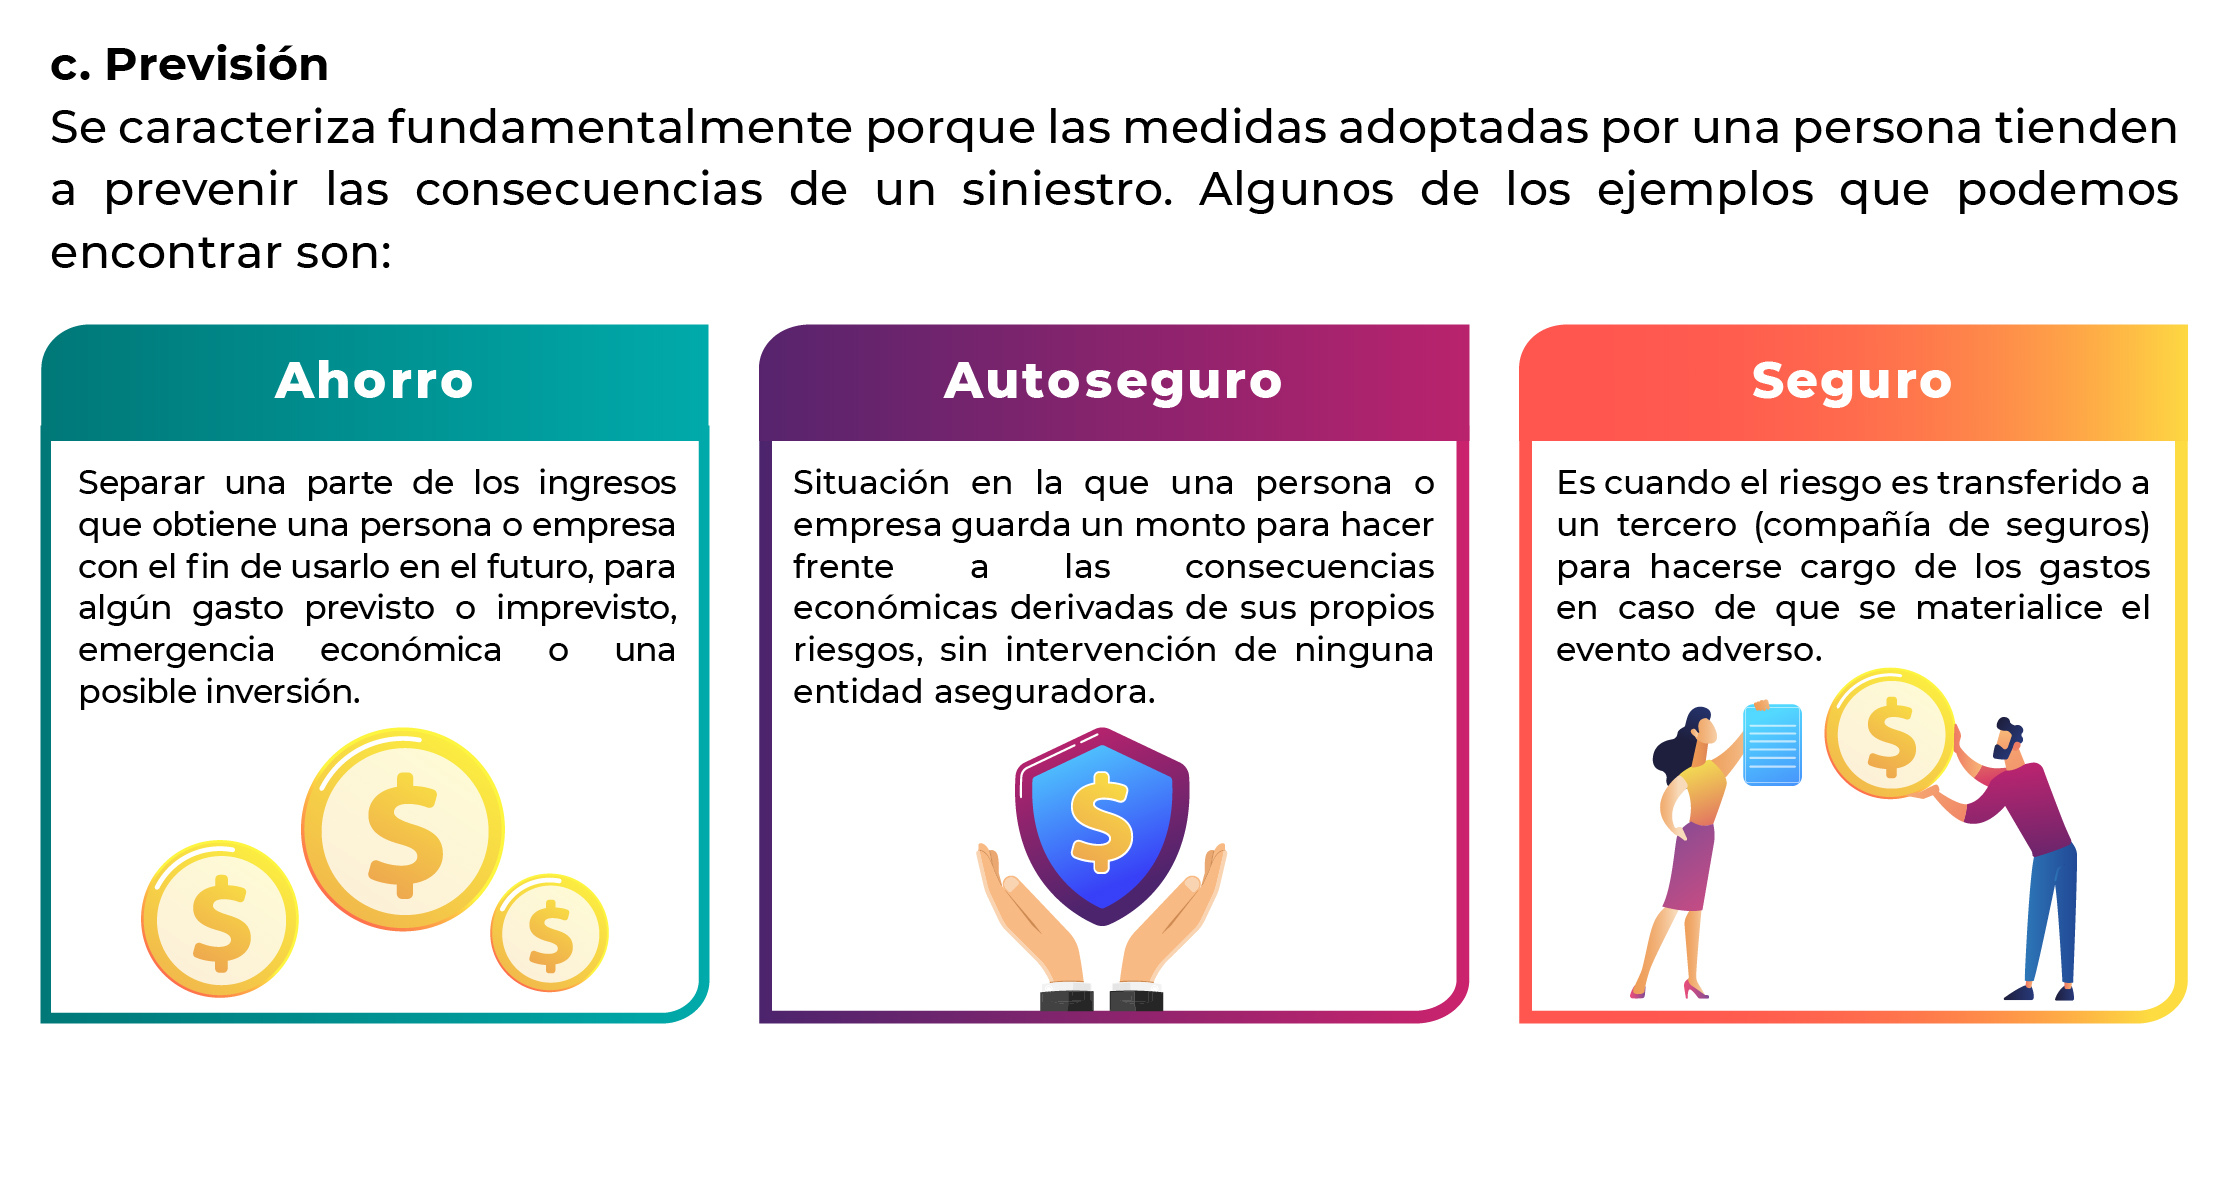 c. Previsión
Se caracteriza fundamentalmente porque las medidas adoptadas por una persona tienden
a prevenir las consecuencias de un siniestro. Algunos de los ejemplos que podemos
encontrar son:
Ahorro
Separar una parte de los ingresos
que obtiene una persona o empresa
con el fin de usarlo en el futuro, para
algún gasto previsto o imprevisto,
emergencia económica o una
posible inversión.
$
$
$
Autoseguro
Situación en la que una persona o
empresa guarda un monto para hacer
frente a las consecuencias
económicas derivadas de sus propios
riesgos, sin intervención de ninguna
entidad aseguradora.
$
Seguro
Es cuando el riesgo es transferido a
un tercero (compañía de seguros)
para hacerse cargo de los gastos
en caso de que se materialice el
evento adverso.
$